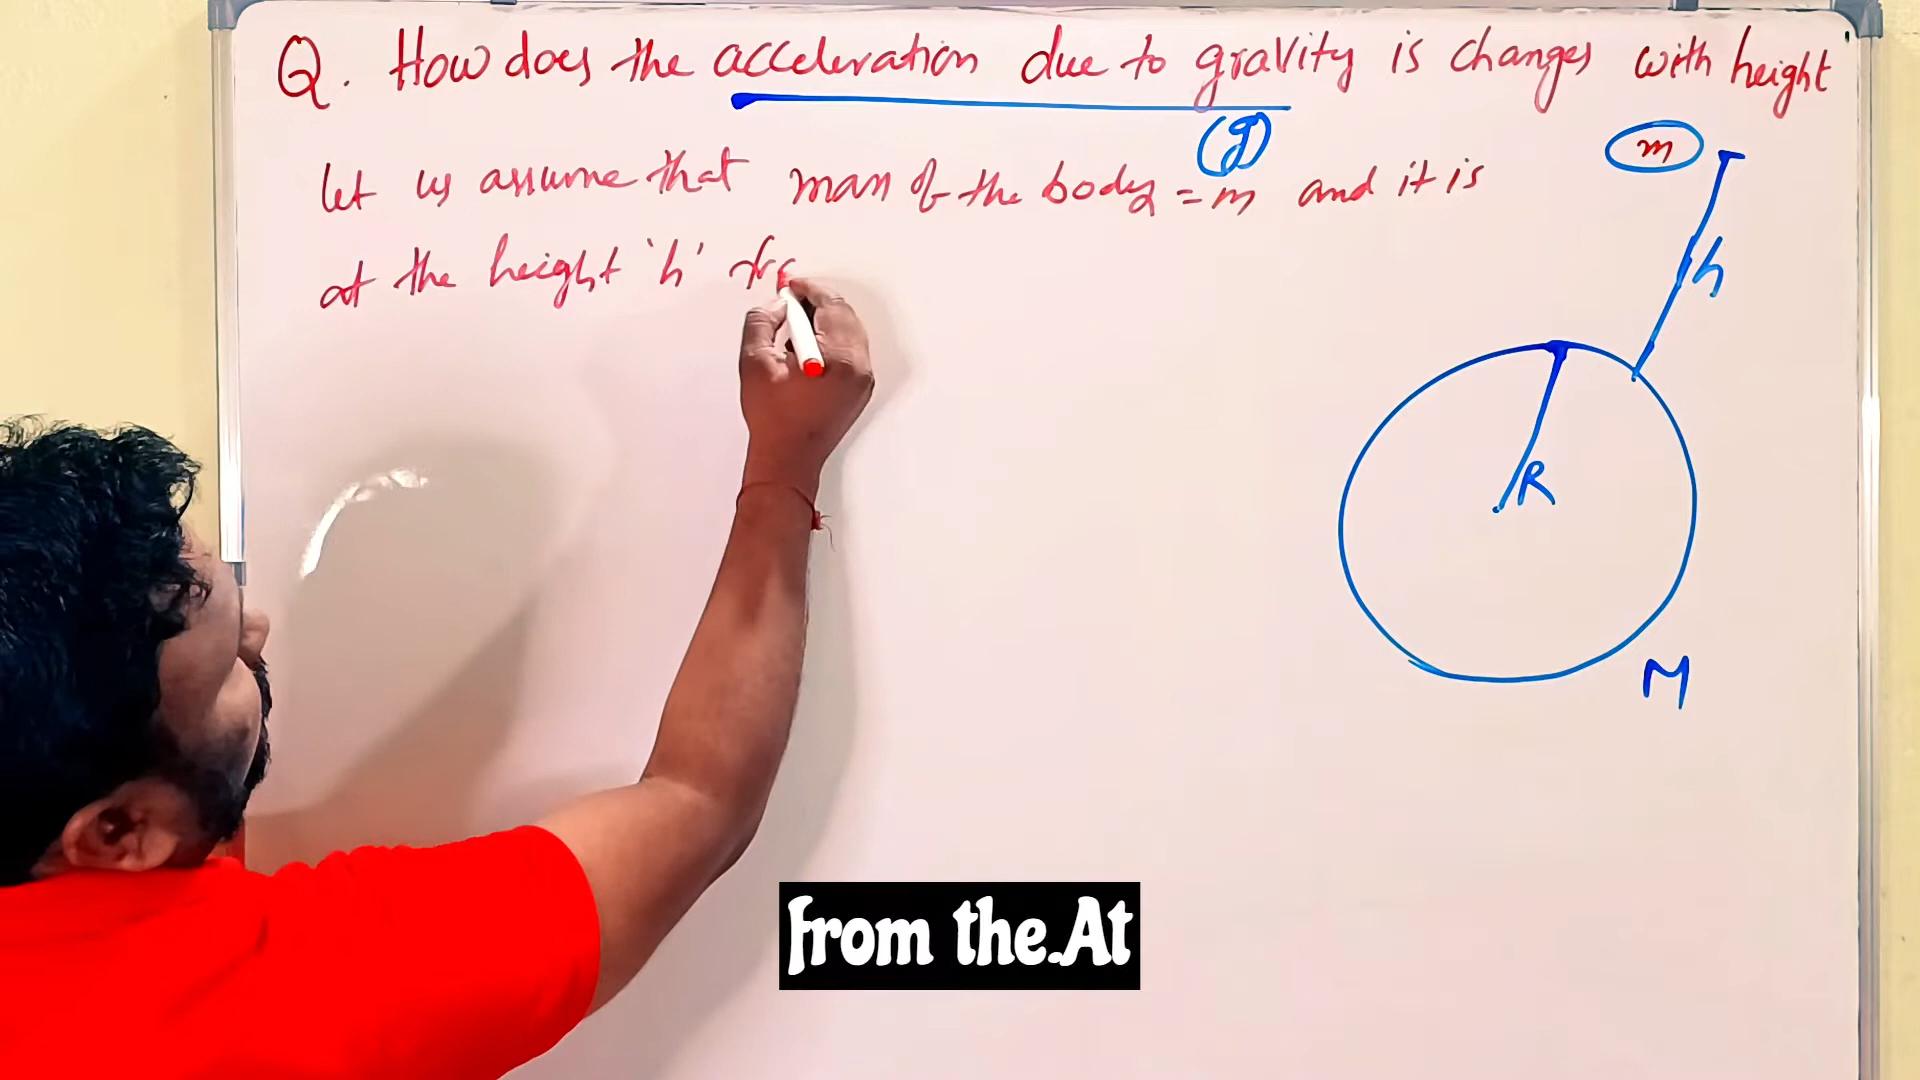 Q. How does the acceleration due to gravity is changes with height
(g)
m
let us assume that mass of the body = m and it is
at the height 'h' fro
h
R
M
from the.At